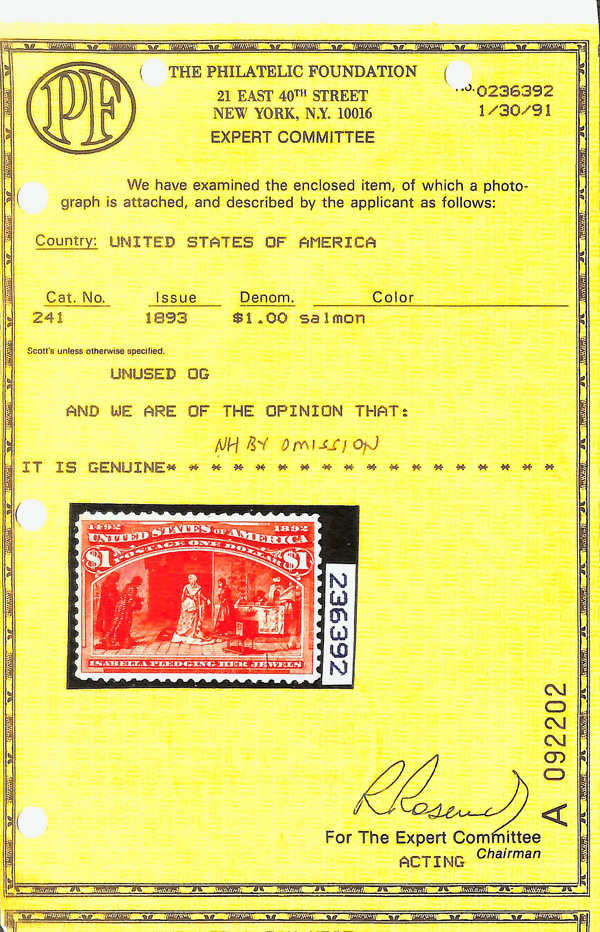 PF
THE PHILATELIC FOUNDATION
21 EAST 40TH STREET
NEW YORK, N.Y. 10016
EXPERT COMMITTEE
No. 0236392
1/30/91
We have examined the enclosed item, of which a photo-
graph is attached, and described by the applicant as follows:
Country: UNITED STATES OF AMERICA
Cat. No. Issue Denom. Color
241 1893 $1.00 salmon
Scott's unless otherwise specified.
UNUSED OG
AND WE ARE OF THE OPINION THAT:
NH BY OMISSION
IT IS GENUINE* * * * * * * * * * * * * * * * * *
1492 1892
UNITED STATES OF AMERICA
POSTAGE ONE DOLLAR
$1 $1
ISABELLA PLEDGING HER JEWELS
236392
A 092202
For The Expert Committee
ACTING Chairman